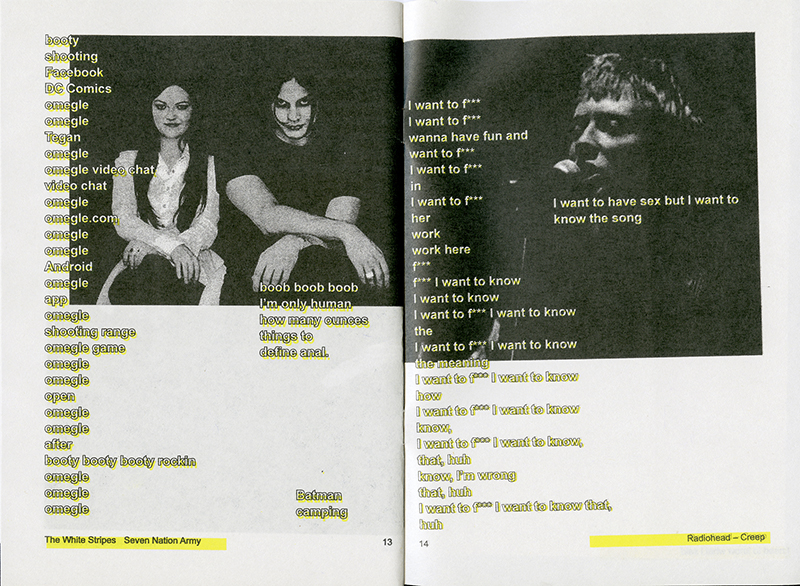 booty
shooting
Facebook
DC Comics
omegle
omegle
Tegan
omegle
omegle video chat
video chat
omegle
omegle.com
omegle
omegle
Android
omegle
app
omegle
shooting range
omegle game
omegle
omegle
open
omegle
omegle
after
booty booty booty rockin
omegle
omegle
omegle
boob boob boob
I'm only human
how many ounces
things to
define anal.
Batman
camping
The White Stripes Seven Nation Army
13
I want to f***
I want to f***
wanna have fun and
want to f***
I want to f***
in
I want to f***
her
work
work here
f***
f*** I want to know
I want to know
I want to f*** I want to know
the
I want to f*** I want to know
the meaning
I want to f*** I want to know
how
I want to f*** I want to know
know,
I want to f*** I want to know,
that, huh
know, I'm wrong
that, huh
I want to f*** I want to know that,
huh
I want to have sex but I want to
know the song
14
Radiohead – Creep